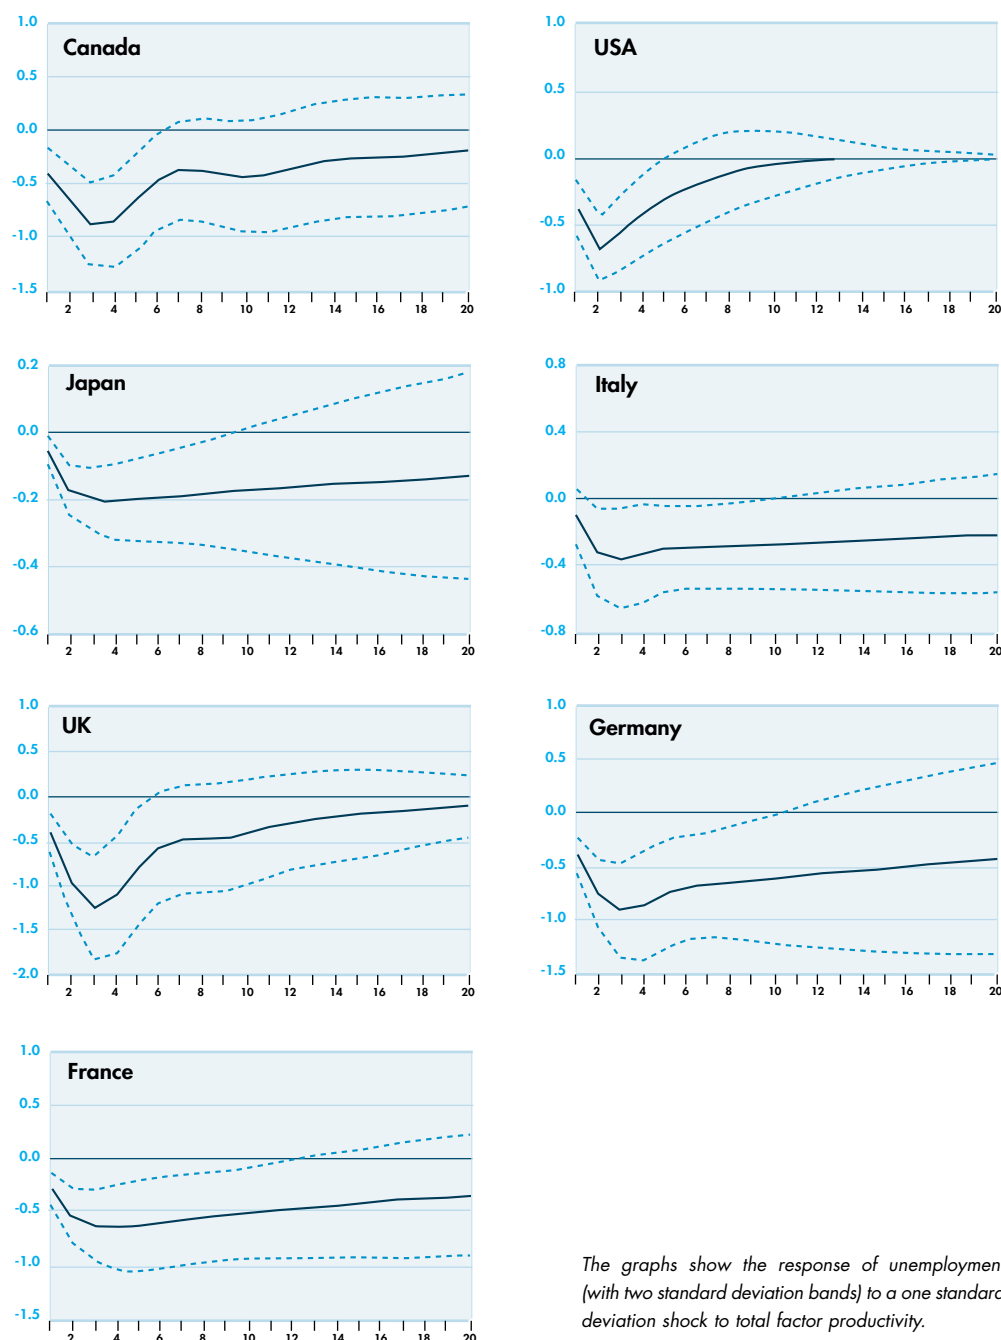 1.0
Canada
0.5
0.0
-0.5
-1.0
-1.5
2 4 6 8 10 12 14 16 18 20
1.0
USA
0.5
0.0
-0.5
-1.0
2 4 6 8 10 12 14 16 18 20
0.2
Japan
0.0
-0.2
-0.4
-0.6
2 4 6 8 10 12 14 16 18 20
0.8
Italy
0.4
0.0
-0.4
-0.8
2 4 6 8 10 12 14 16 18 20
1.0
UK
0.5
0.0
-0.5
-1.0
-1.5
-2.0
2 4 6 8 10 12 14 16 18 20
1.0
Germany
0.5
0.0
-0.5
-1.0
-1.5
2 4 6 8 10 12 14 16 18 20
1.0
France
0.5
0.0
-0.5
-1.0
-1.5
2 4 6 8 10 12 14 16 18 20
The graphs show the response of unemploymen
(with two standard deviation bands) to a one standard
deviation shock to total factor productivity.